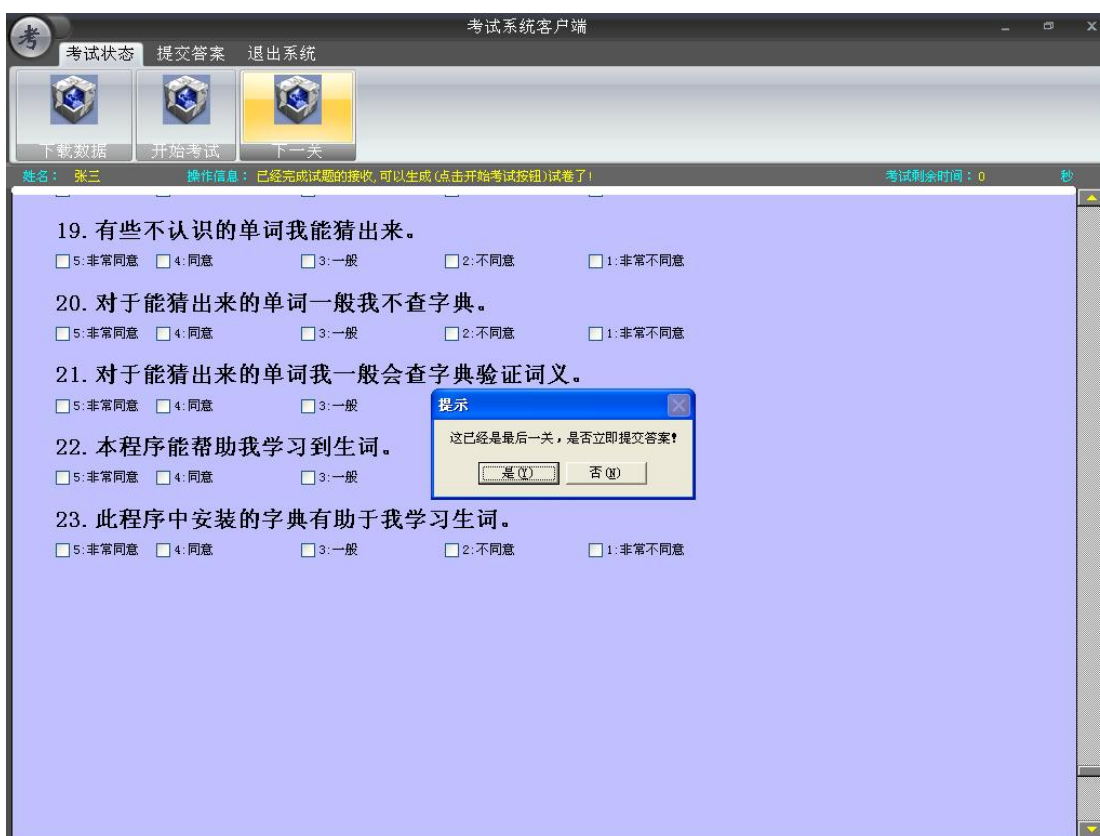 考试系统客户端
考
考试状态 提交答案 退出系统
下载数据 开始考试 下一关
姓名： 张三 操作信息： 已经完成试题的接收,可以生成(点击开始考试按钮)试卷了! 考试剩余时间：0 秒
19. 有些不认识的单词我能猜出来。
5:非常同意 4:同意 3:一般 2:不同意 1:非常不同意
20. 对于能猜出来的单词一般我不查字典。
5:非常同意 4:同意 3:一般 2:不同意 1:非常不同意
21. 对于能猜出来的单词我一般会查字典验证词义。
5:非常同意 4:同意 3:一般
22. 本程序能帮助我学习到生词。
5:非常同意 4:同意 3:一般
23. 此程序中安装的字典有助于我学习生词。
5:非常同意 4:同意 3:一般 2:不同意 1:非常不同意
提示
这已经是最后一关，是否立即提交答案!
是(Y) 否(N)